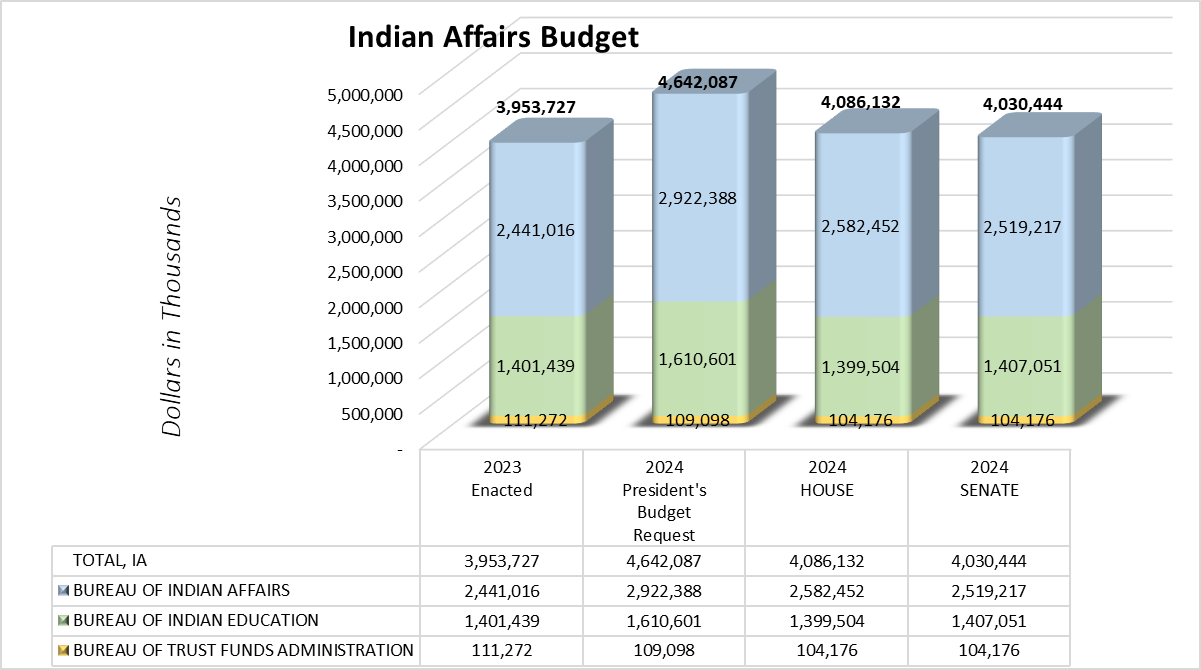 Indian Affairs Budget
Dollars in Thousands
5,000,000
4,500,000
4,000,000
3,500,000
3,000,000
2,500,000
2,000,000
1,500,000
1,000,000
500,000
-
3,953,727
4,642,087
4,086,132
4,030,444
2,441,016
2,922,388
2,582,452
2,519,217
1,401,439
1,610,601
1,399,504
1,407,051
111,272
109,098
104,176
104,176
2023
Enacted
2024
President's
Budget
Request
2024
HOUSE
2024
SENATE
TOTAL, IA 3,953,727 4,642,087 4,086,132 4,030,444
BUREAU OF INDIAN AFFAIRS 2,441,016 2,922,388 2,582,452 2,519,217
BUREAU OF INDIAN EDUCATION 1,401,439 1,610,601 1,399,504 1,407,051
BUREAU OF TRUST FUNDS ADMINISTRATION 111,272 109,098 104,176 104,176